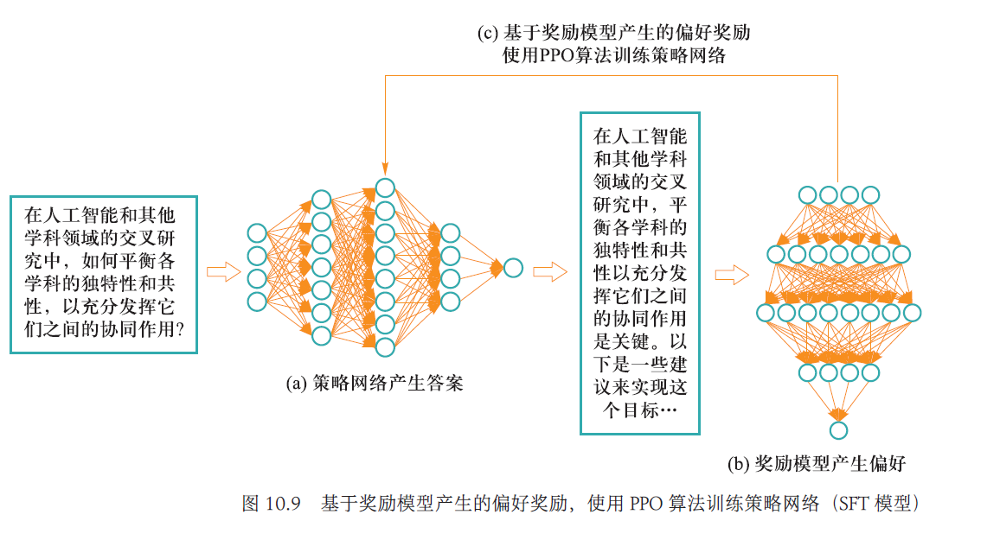 (c) 基于奖励模型产生的偏好奖励
使用PPO算法训练策略网络
在人工智能和其他
学科领域的交叉研
究中，如何平衡各
学科的独特性和共
性，以充分发挥它
们之间的协同作用？
(a) 策略网络产生答案
在人工智能
和其他学科
领域的交叉
研究中，平
衡各学科的
独特性和共
性以充分发
挥它们之间
的协同作用
是关键。以
下是一些建
议来实现这
个目标…
(b) 奖励模型产生偏好
图 10.9 基于奖励模型产生的偏好奖励，使用 PPO 算法训练策略网络（SFT 模型）